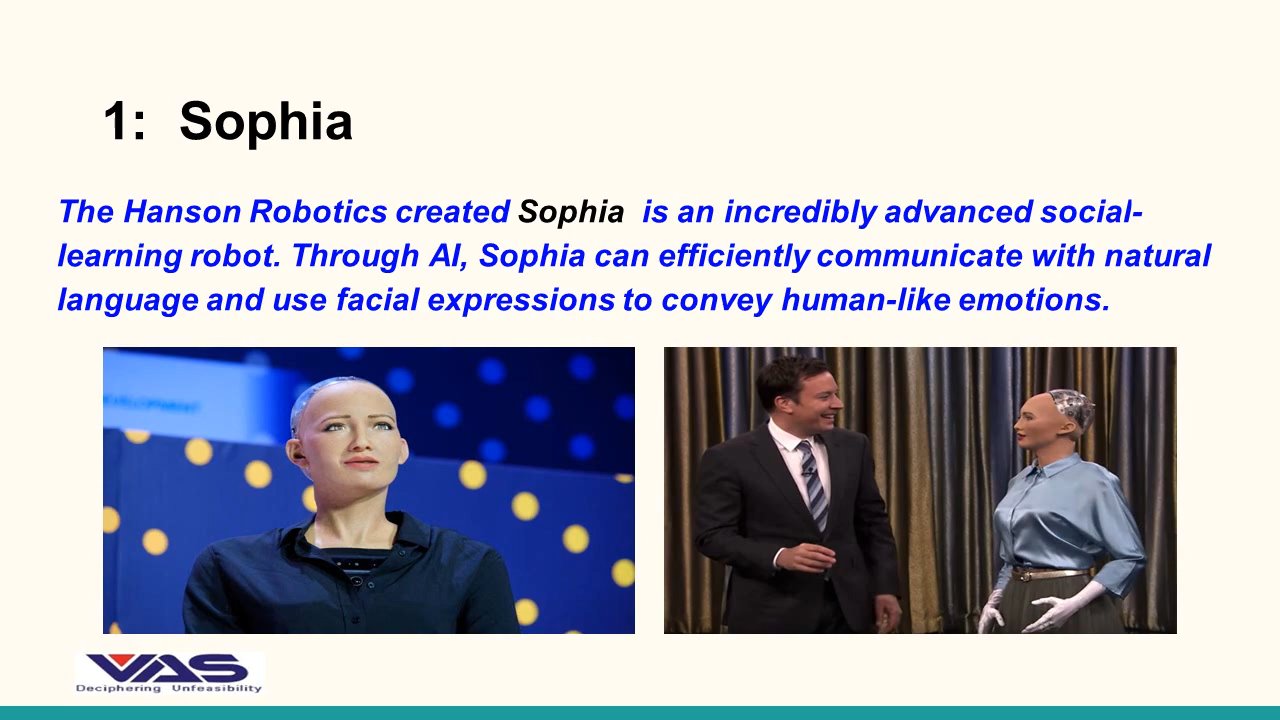 1: Sophia
The Hanson Robotics created Sophia is an incredibly advanced social-
learning robot. Through AI, Sophia can efficiently communicate with natural
language and use facial expressions to convey human-like emotions.
DEVELOPMENT
VAS
Deciphering Unfeasibility